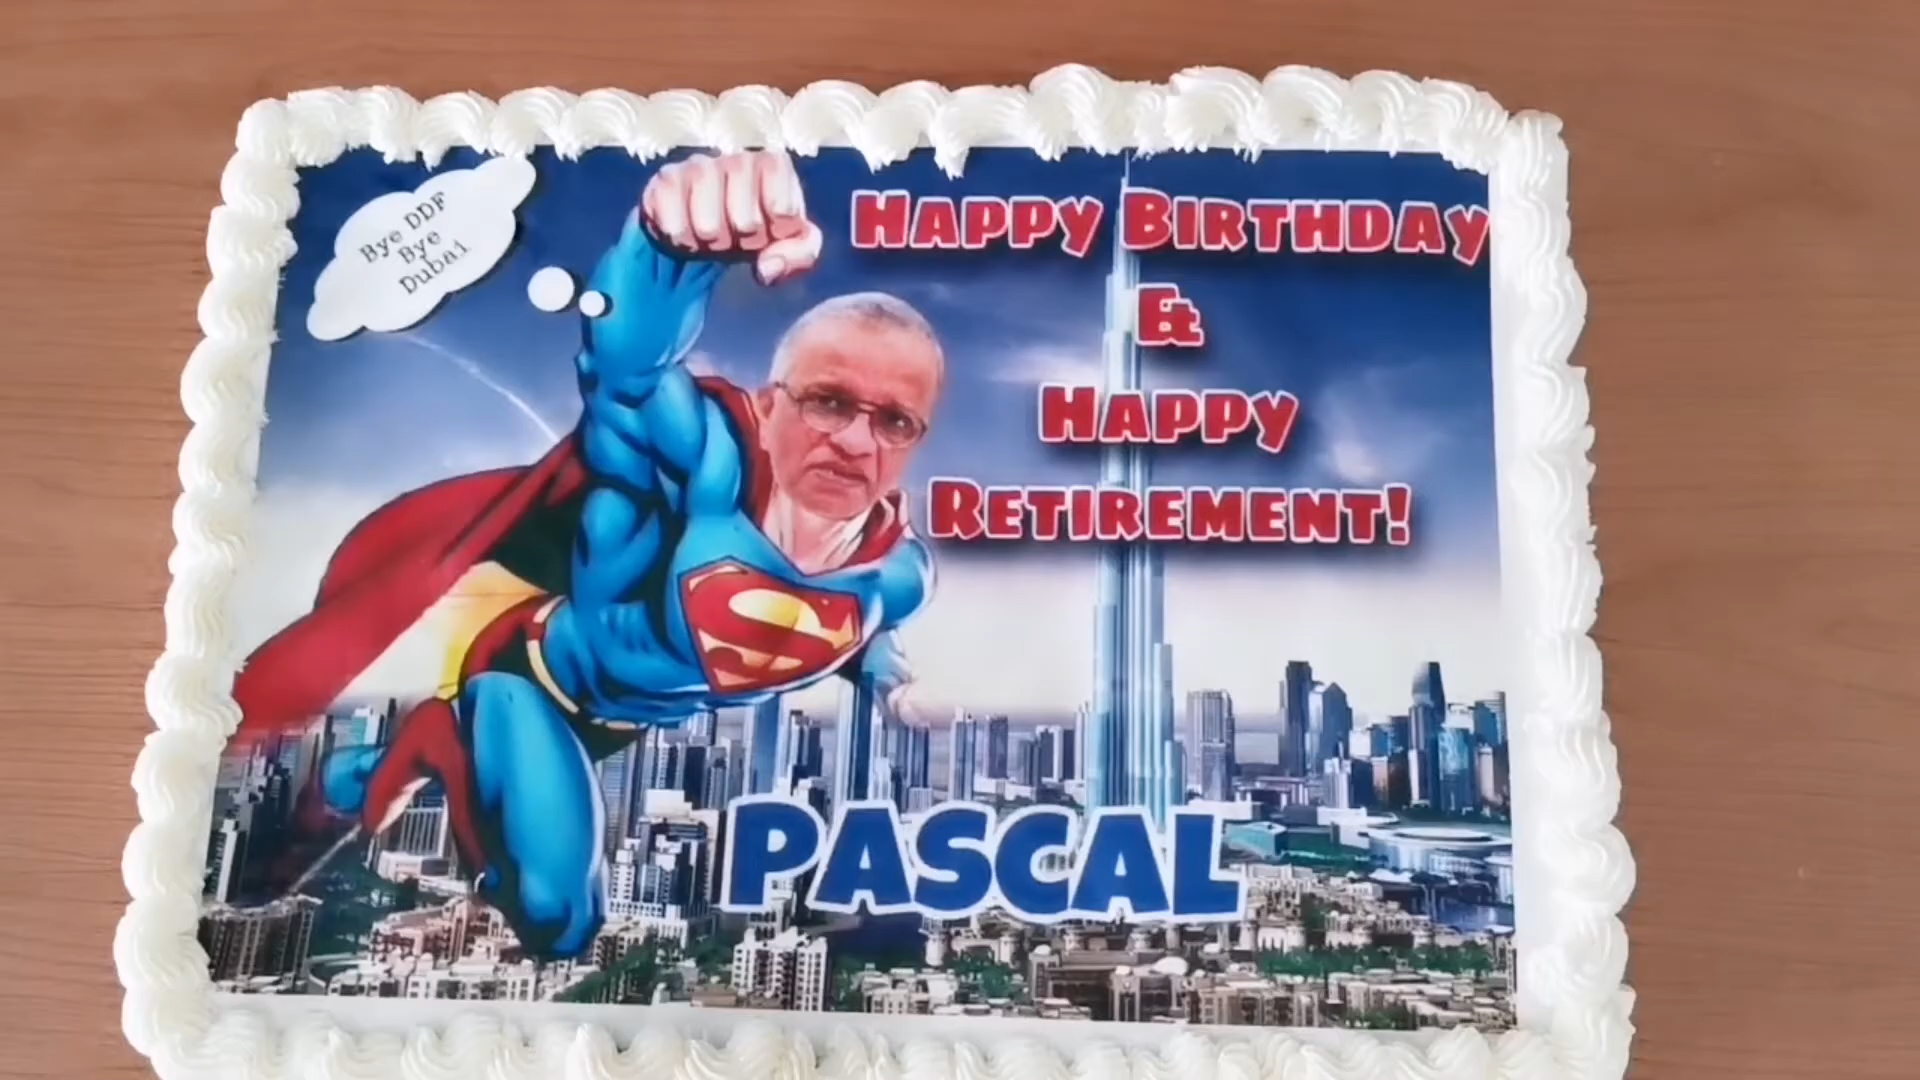 Bye DDF
Bye
Dubai
Happy Birthday
&
Happy
Retirement!
S
PASCAL